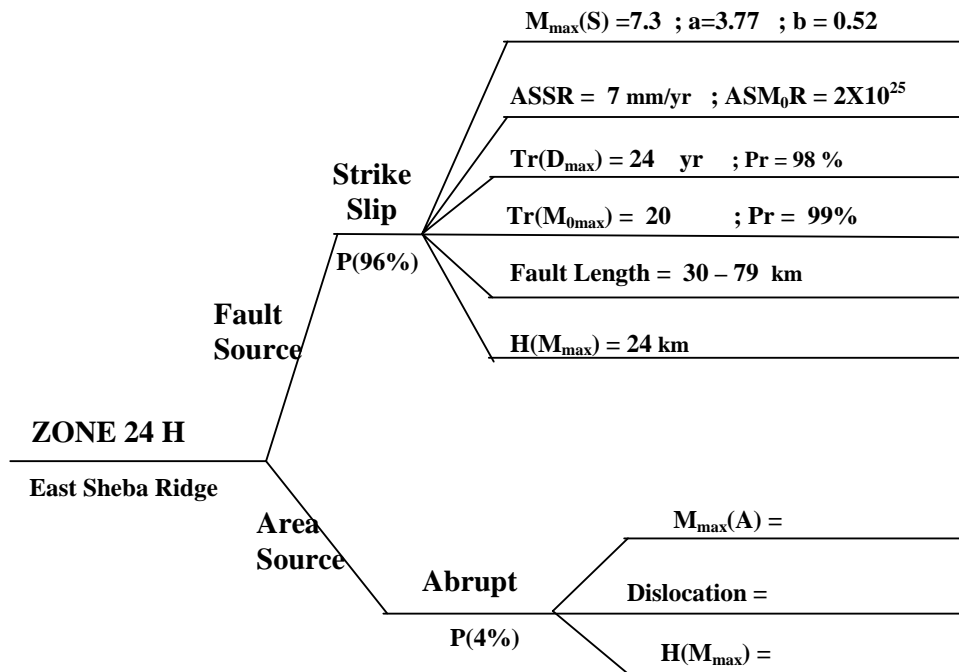 Mmax(S) =7.3 ; a=3.77 ; b = 0.52
ASSR = 7 mm/yr ; ASM0R = 2X10^25
Tr(Dmax) = 24 yr ; Pr = 98 %
Strike
Slip
Tr(M0max) = 20 ; Pr = 99%
P(96%)
Fault Length = 30 – 79 km
Fault
Source
H(Mmax) = 24 km
ZONE 24 H
East Sheba Ridge
Area
Source
Mmax(A) =
Abrupt
Dislocation =
P(4%)
H(Mmax) =